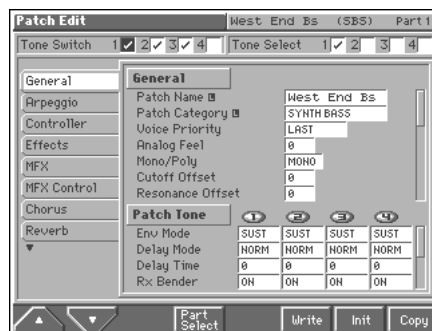 Patch Edit West End Bs (SBS) Part 1
Tone Switch 1 2 3 4 Tone Select 1 2 3 4
General
Arpeggio
Controller
Effects
MFX
MFX Control
Chorus
Reverb
General
Patch Name West End Bs
Patch Category SYNTH BASS
Voice Priority LAST
Analog Feel 0
Mono/Poly MONO
Cutoff Offset 0
Resonance Offset 0
Patch Tone 1 2 3 4
Env Mode SUST SUST SUST SUST
Delay Mode NORM NORM NORM NORM
Delay Time 0 0 0 0
Rx Bender ON ON ON ON
Part Select Write Init Copy